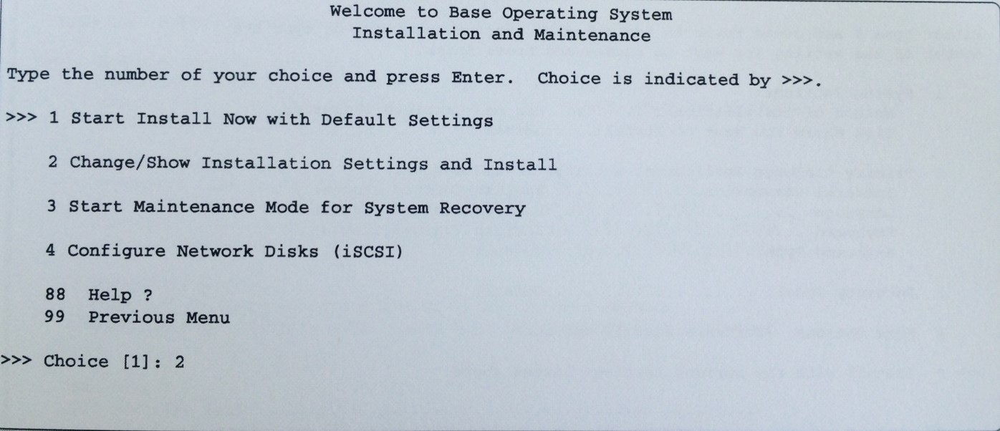 Welcome to Base Operating System
Installation and Maintenance
Type the number of your choice and press Enter.  Choice is indicated by >>>.
>>> 1 Start Install Now with Default Settings
2 Change/Show Installation Settings and Install
3 Start Maintenance Mode for System Recovery
4 Configure Network Disks (iSCSI)
88  Help ?
99  Previous Menu
>>> Choice [1]: 2